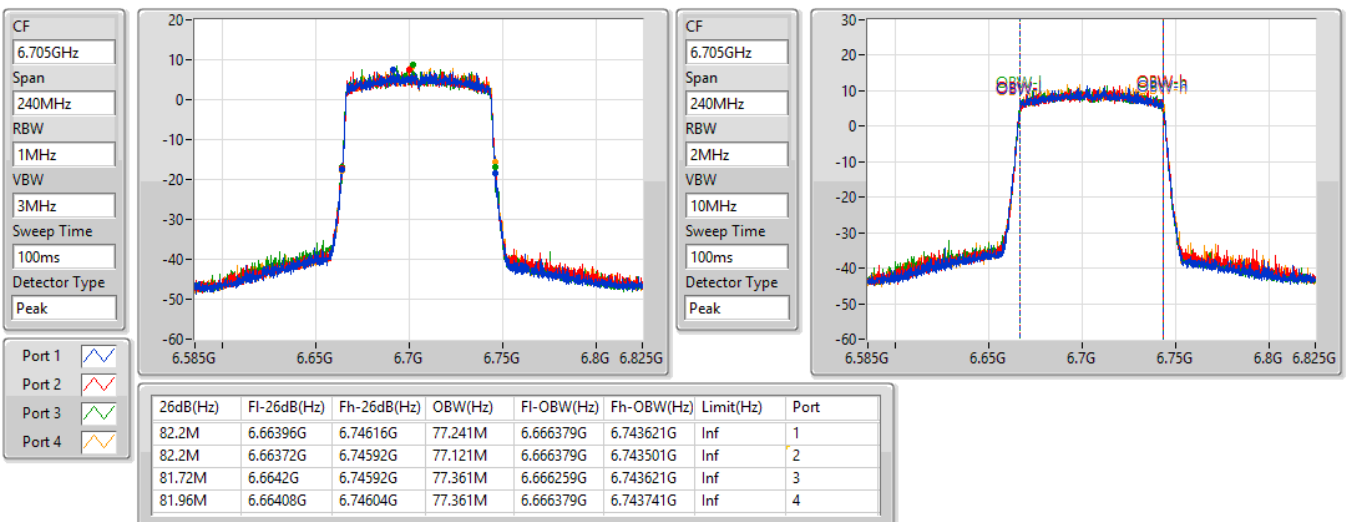 CF
6.705GHz
Span
240MHz
RBW
1MHz
VBW
3MHz
Sweep Time
100ms
Detector Type
Peak
20
10
0
-10
-20
-30
-40
-50
-60
6.585G 6.65G 6.7G 6.75G 6.8G 6.825G
CF
6.705GHz
Span
240MHz
RBW
2MHz
VBW
10MHz
Sweep Time
100ms
Detector Type
Peak
30
20
10
0
-10
-20
-30
-40
-50
-60
OBW-l OBW-h
6.585G 6.65G 6.7G 6.75G 6.8G 6.825G
Port 1
Port 2
Port 3
Port 4
26dB(Hz) Fl-26dB(Hz) Fh-26dB(Hz) OBW(Hz) Fl-OBW(Hz) Fh-OBW(Hz) Limit(Hz) Port
82.2M 6.66396G 6.74616G 77.241M 6.666379G 6.743621G Inf 1
82.2M 6.66372G 6.74592G 77.121M 6.666379G 6.743501G Inf 2
81.72M 6.6642G 6.74592G 77.361M 6.666259G 6.743621G Inf 3
81.96M 6.66408G 6.74604G 77.361M 6.666379G 6.743741G Inf 4